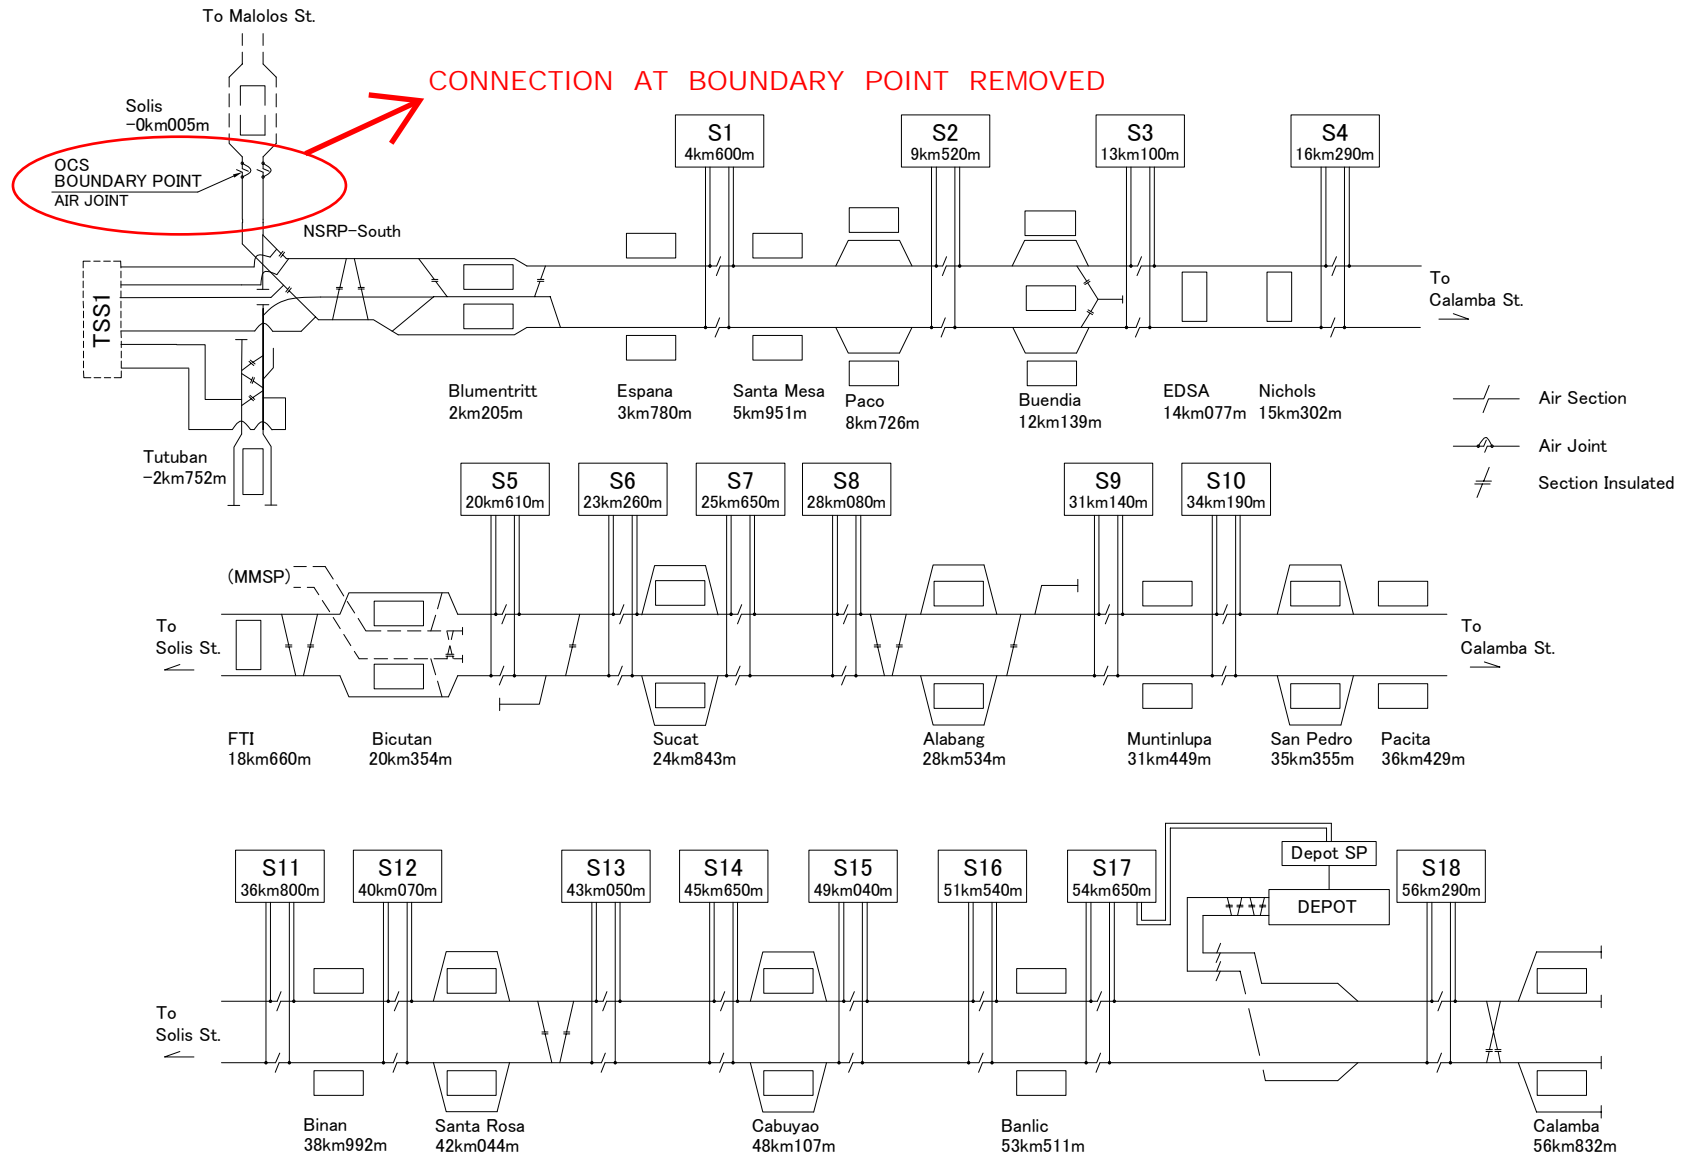 To Malolos St.
CONNECTION AT BOUNDARY POINT REMOVED
Solis
-0km005m
OCS
BOUNDARY POINT
AIR JOINT
NSRP-South
TSS1
S1
4km600m
S2
9km520m
S3
13km100m
S4
16km290m
To
Calamba St.
Blumentritt
2km205m
Espana
3km780m
Santa Mesa
5km951m
Paco
8km726m
Buendia
12km139m
EDSA
14km077m
Nichols
15km302m
Air Section
Air Joint
Section Insulated
Tutuban
-2km752m
S5
20km610m
S6
23km260m
S7
25km650m
S8
28km080m
S9
31km140m
S10
34km190m
(MMSP)
To
Solis St.
To
Calamba St.
FTI
18km660m
Bicutan
20km354m
Sucat
24km843m
Alabang
28km534m
Muntinlupa
31km449m
San Pedro
35km355m
Pacita
36km429m
S11
36km800m
S12
40km070m
S13
43km050m
S14
45km650m
S15
49km040m
S16
51km540m
S17
54km650m
Depot SP
DEPOT
S18
56km290m
To
Solis St.
Binan
38km992m
Santa Rosa
42km044m
Cabuyao
48km107m
Banlic
53km511m
Calamba
56km832m